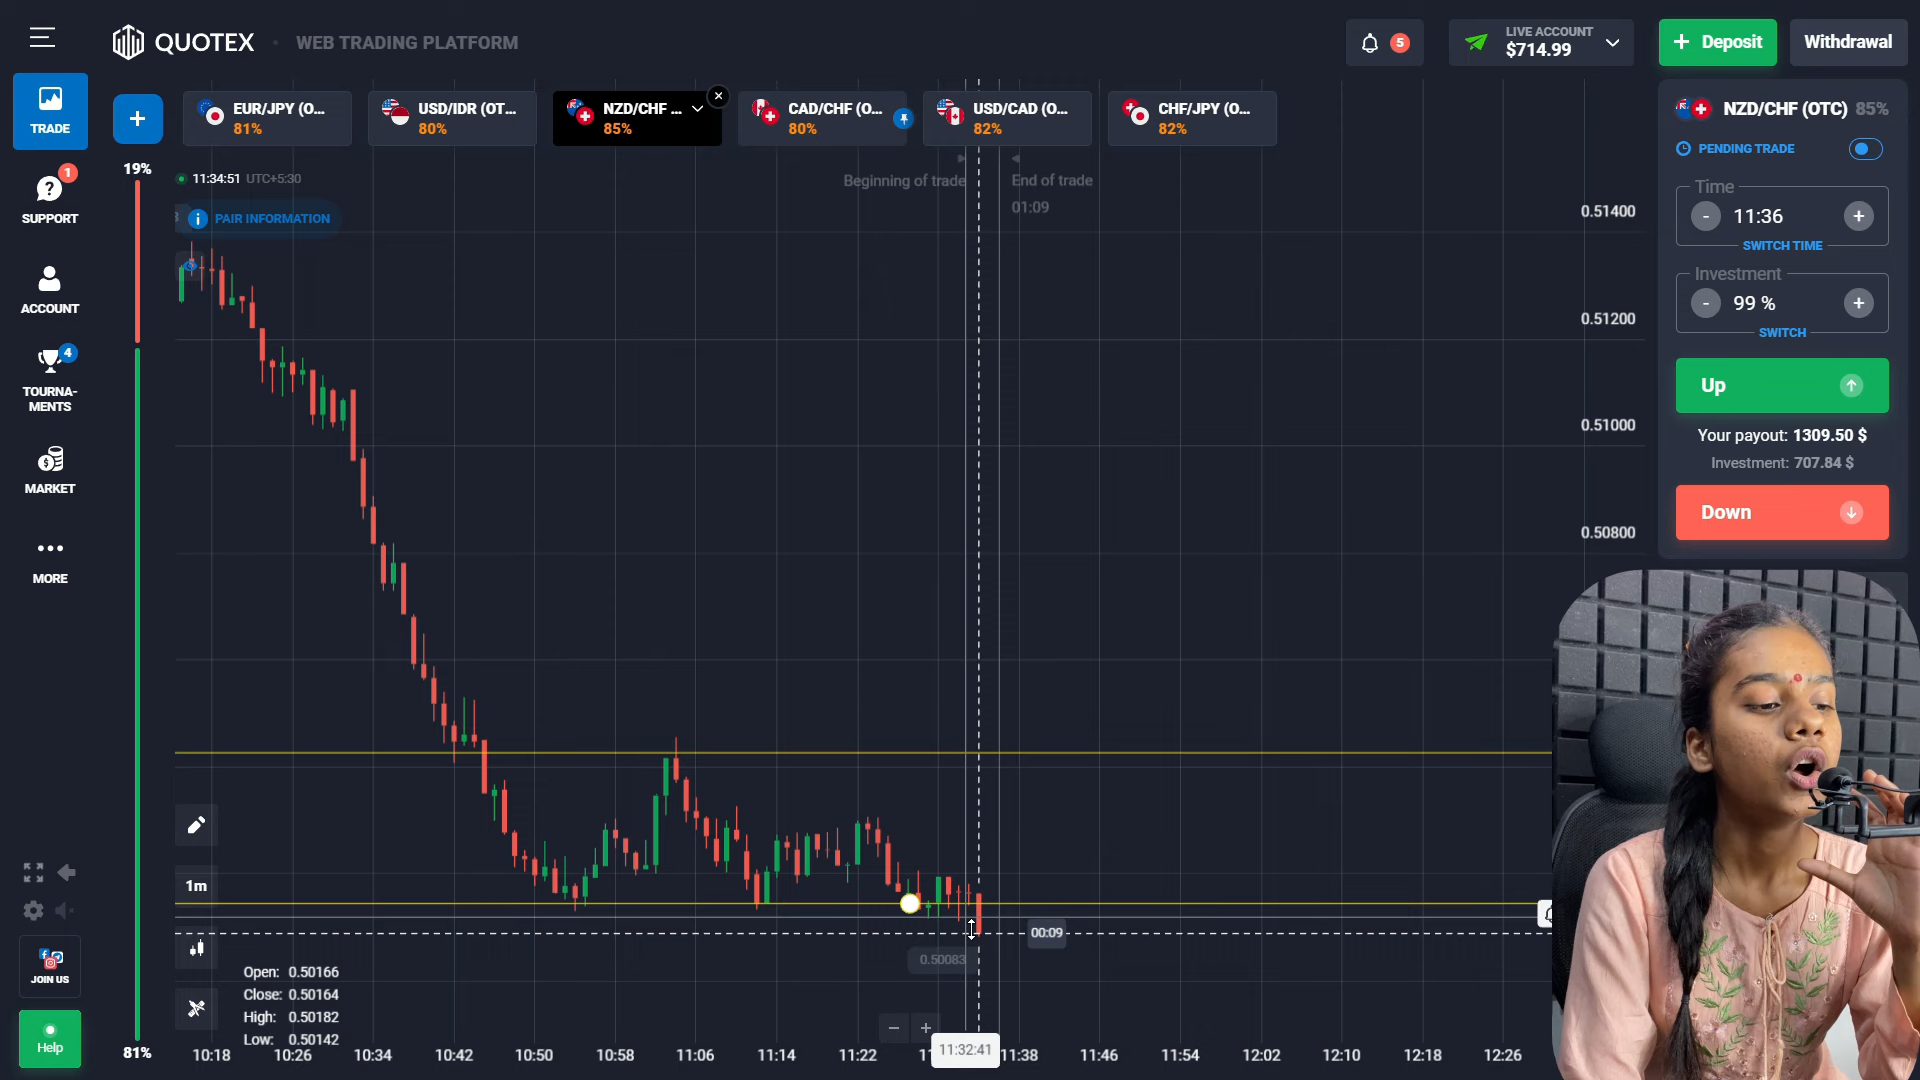 QUOTEX
WEB TRADING PLATFORM
5
LIVE ACCOUNT
$714.99
+ Deposit
Withdrawal
TRADE
+
EUR/JPY (O...
81%
USD/IDR (OT...
80%
NZD/CHF ...
85%
CAD/CHF (O...
80%
USD/CAD (O...
82%
CHF/JPY (O...
82%
NZD/CHF (OTC) 85%
PENDING TRADE
19%
1
SUPPORT
11:34:51 UTC+5:30
PAIR INFORMATION
Beginning of trade
End of trade
01:09
Time
- 11:36 +
SWITCH TIME
Investment
- 99 % +
SWITCH
Up
Your payout: 1309.50 $
Investment: 707.84 $
Down
0.51400
0.51200
0.51000
0.50800
ACCOUNT
4
TOURNA-
MENTS
MARKET
MORE
1m
JOIN US
Help
81%
00:09
0.50083
Open: 0.50166
Close: 0.50164
High: 0.50182
Low: 0.50142
− +
10:18 10:26 10:34 10:42 10:50 10:58 11:06 11:14 11:22 11:32:41 11:38 11:46 11:54 12:02 12:10 12:18 12:26